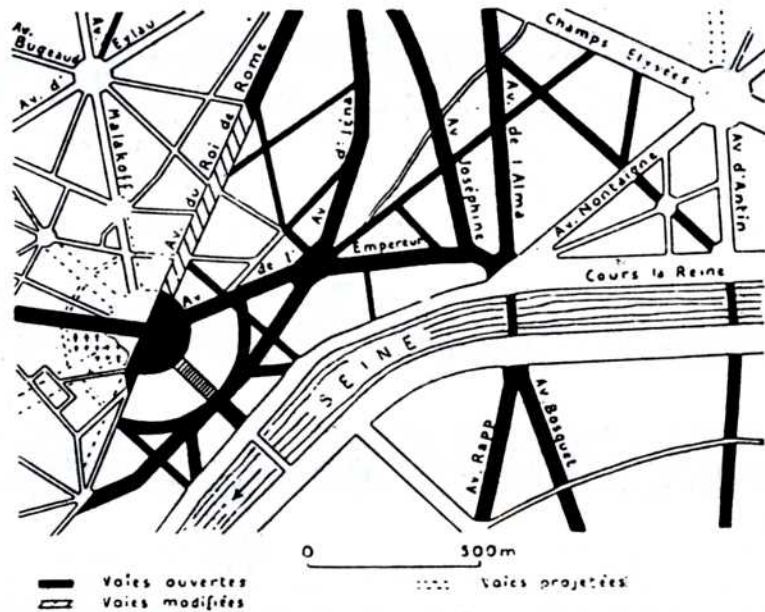 Av. Bugeaud
Av. Eylau
Av. d'
Malakoff
Av. du Roi de Rome
Av d'Iéna
Av Joséphine
Av. de l'Alma
Champs Elysées
Av. Montaigne
Av d'Antin
Av de l' Empereur
Cours la Reine
SEINE
Av. Rapp
Av. Bosquet
0 500m
Voies ouvertes
Voies projetées
Voies modifiées